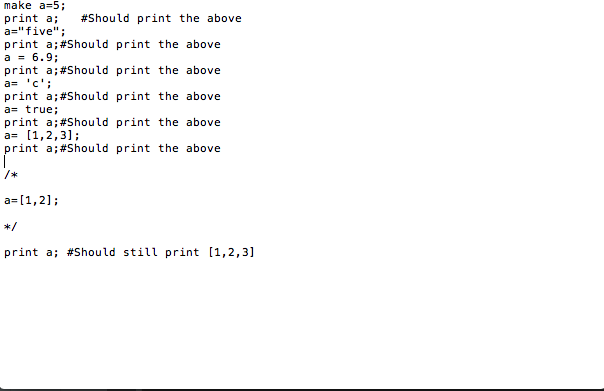 make a=5;
print a;   #Should print the above
a="five";
print a;#Should print the above
a = 6.9;
print a;#Should print the above
a= 'c';
print a;#Should print the above
a= true;
print a;#Should print the above
a= [1,2,3];
print a;#Should print the above
/*
a=[1,2];
*/
print a; #Should still print [1,2,3]